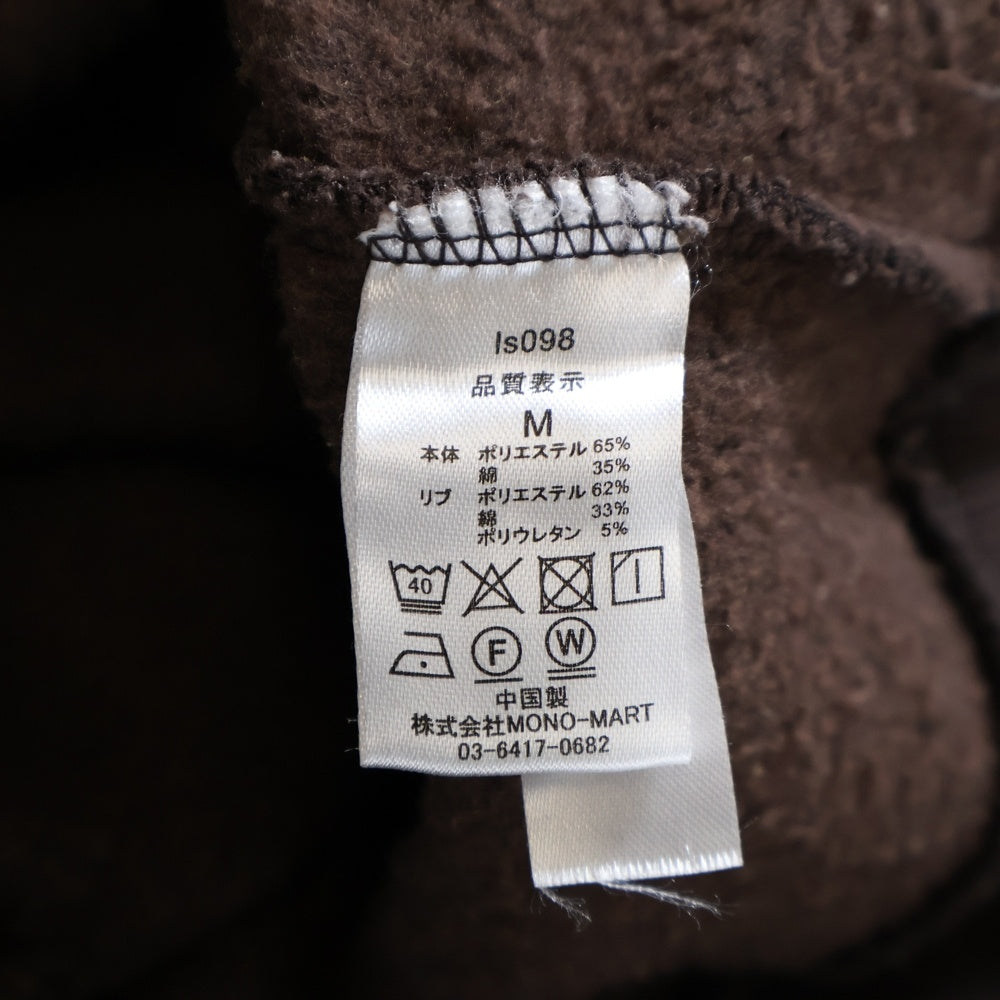 ls098
品質表示
M
本体 ポリエステル 65%
綿 35%
リブ ポリエステル 62%
綿 33%
ポリウレタン 5%
40
F W
中国製
株式会社MONO-MART
03-6417-0682